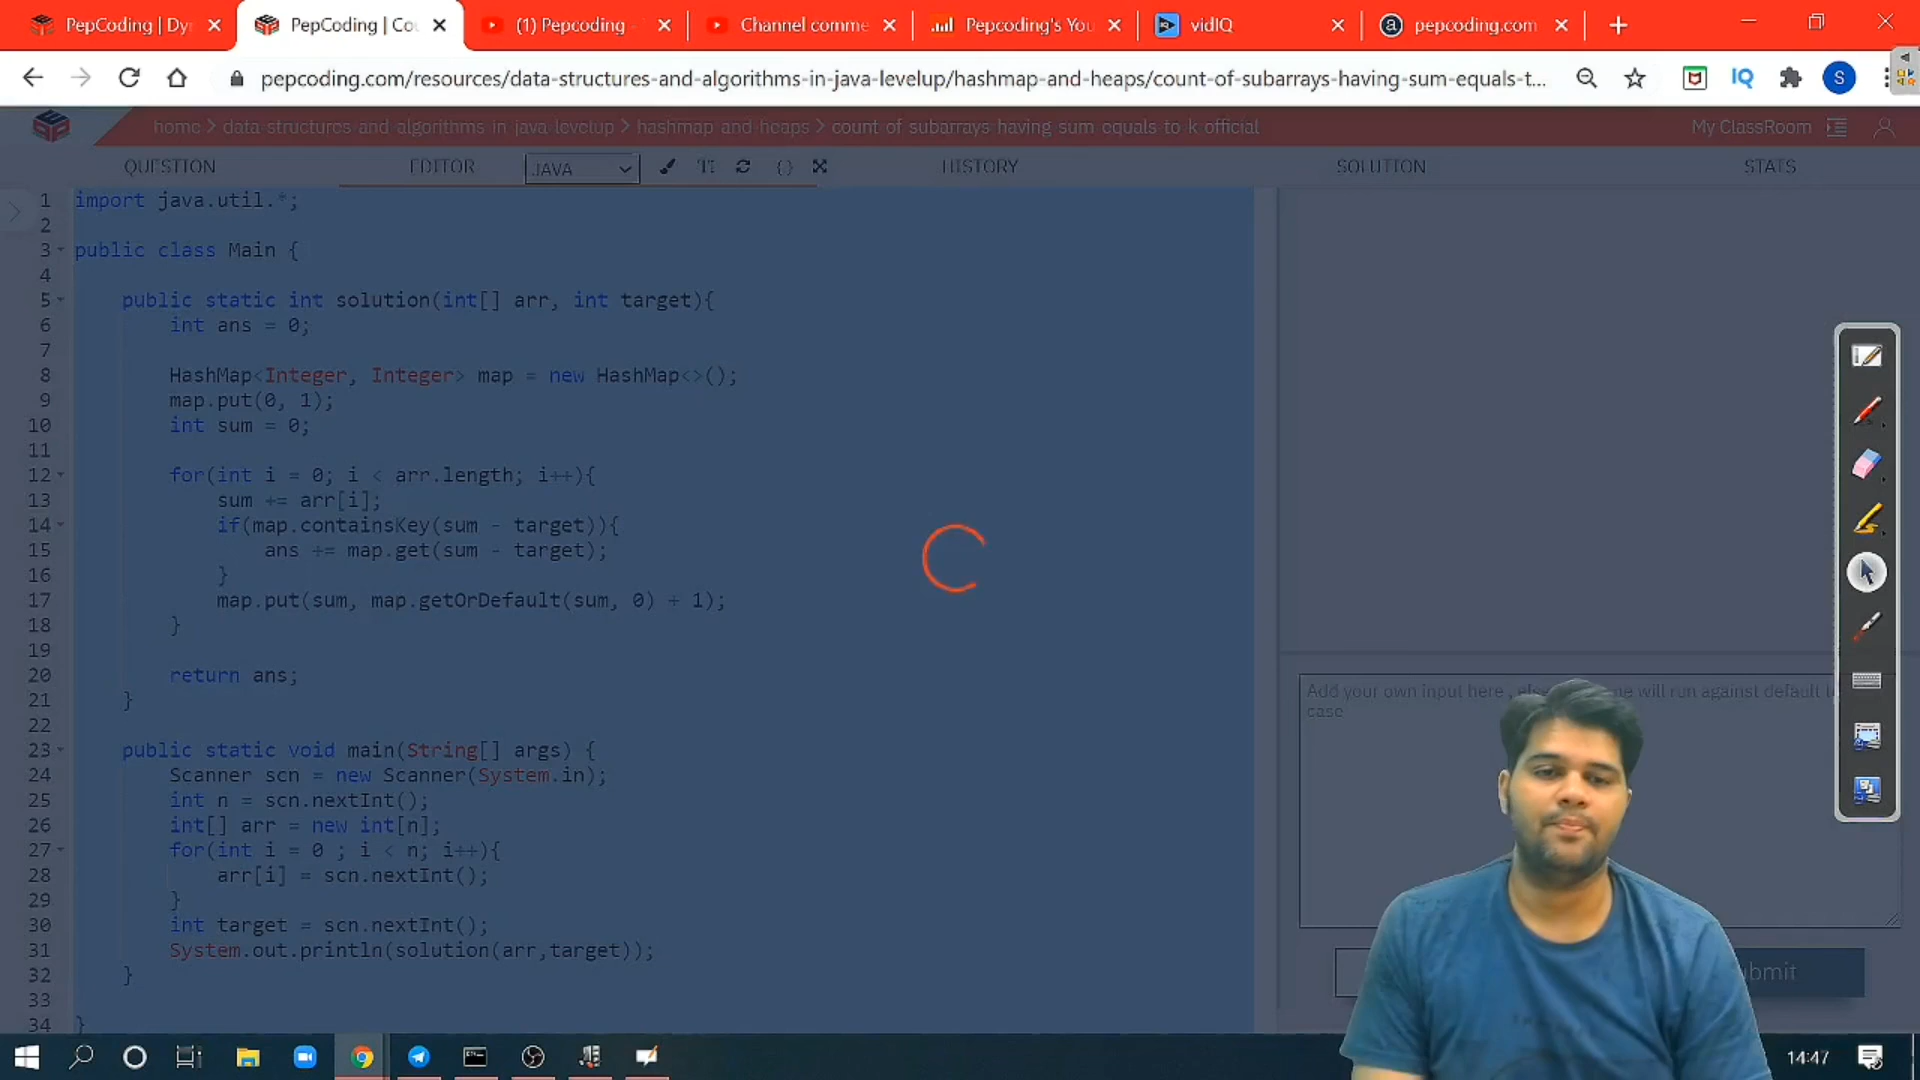 PepCoding | Dyn
PepCoding | Co
(1) Pepcoding -
Channel comme
Pepcoding's You
vidIQ
pepcoding.com
pepcoding.com/resources/data-structures-and-algorithms-in-java-levelup/hashmap-and-heaps/count-of-subarrays-having-sum-equals-t...
IQ
S
home > data structures and algorithms in java levelup > hashmap and heaps > count of subarrays having sum equals to k official
My ClassRoom
QUESTION
EDITOR
JAVA
HISTORY
SOLUTION
STATS
1 import java.util.*;
2
3 public class Main {
4
5 public static int solution(int[] arr, int target){
6 int ans = 0;
7
8 HashMap<Integer, Integer> map = new HashMap<>();
9 map.put(0, 1);
10 int sum = 0;
11
12 for(int i = 0; i < arr.length; i++){
13 sum += arr[i];
14 if(map.containsKey(sum - target)){
15 ans += map.get(sum - target);
16 }
17 map.put(sum, map.getOrDefault(sum, 0) + 1);
18 }
19
20 return ans;
21 }
22
23 public static void main(String[] args) {
24 Scanner scn = new Scanner(System.in);
25 int n = scn.nextInt();
26 int[] arr = new int[n];
27 for(int i = 0 ; i < n; i++){
28 arr[i] = scn.nextInt();
29 }
30 int target = scn.nextInt();
31 System.out.println(solution(arr,target));
32 }
33
34 }
Add your own input here , will run against default
case
ubmit
14:47